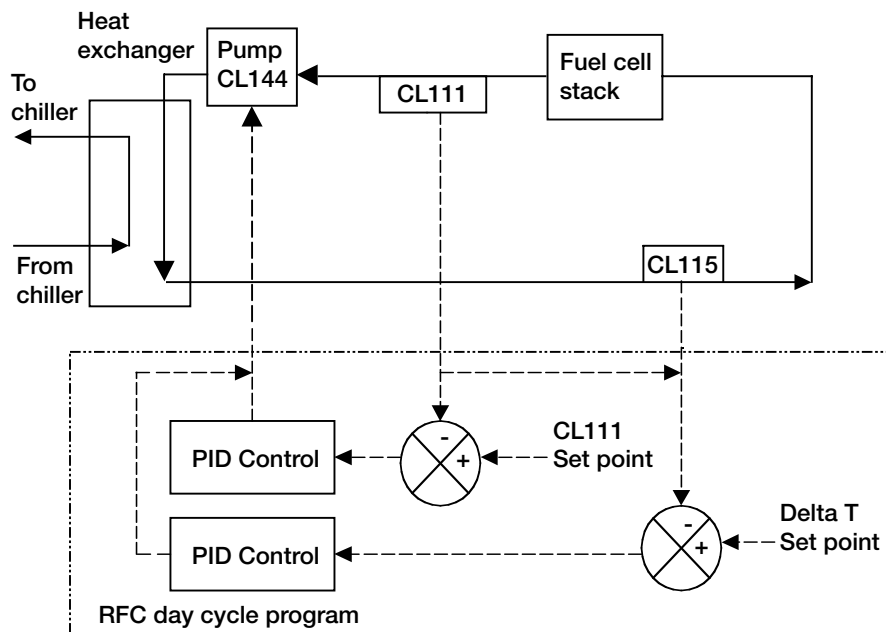 Heat
exchanger
Pump
CL144
CL111
Fuel cell
stack
To
chiller
From
chiller
CL115
PID Control
-
+
CL111
Set point
PID Control
-
+
Delta T
Set point
RFC day cycle program